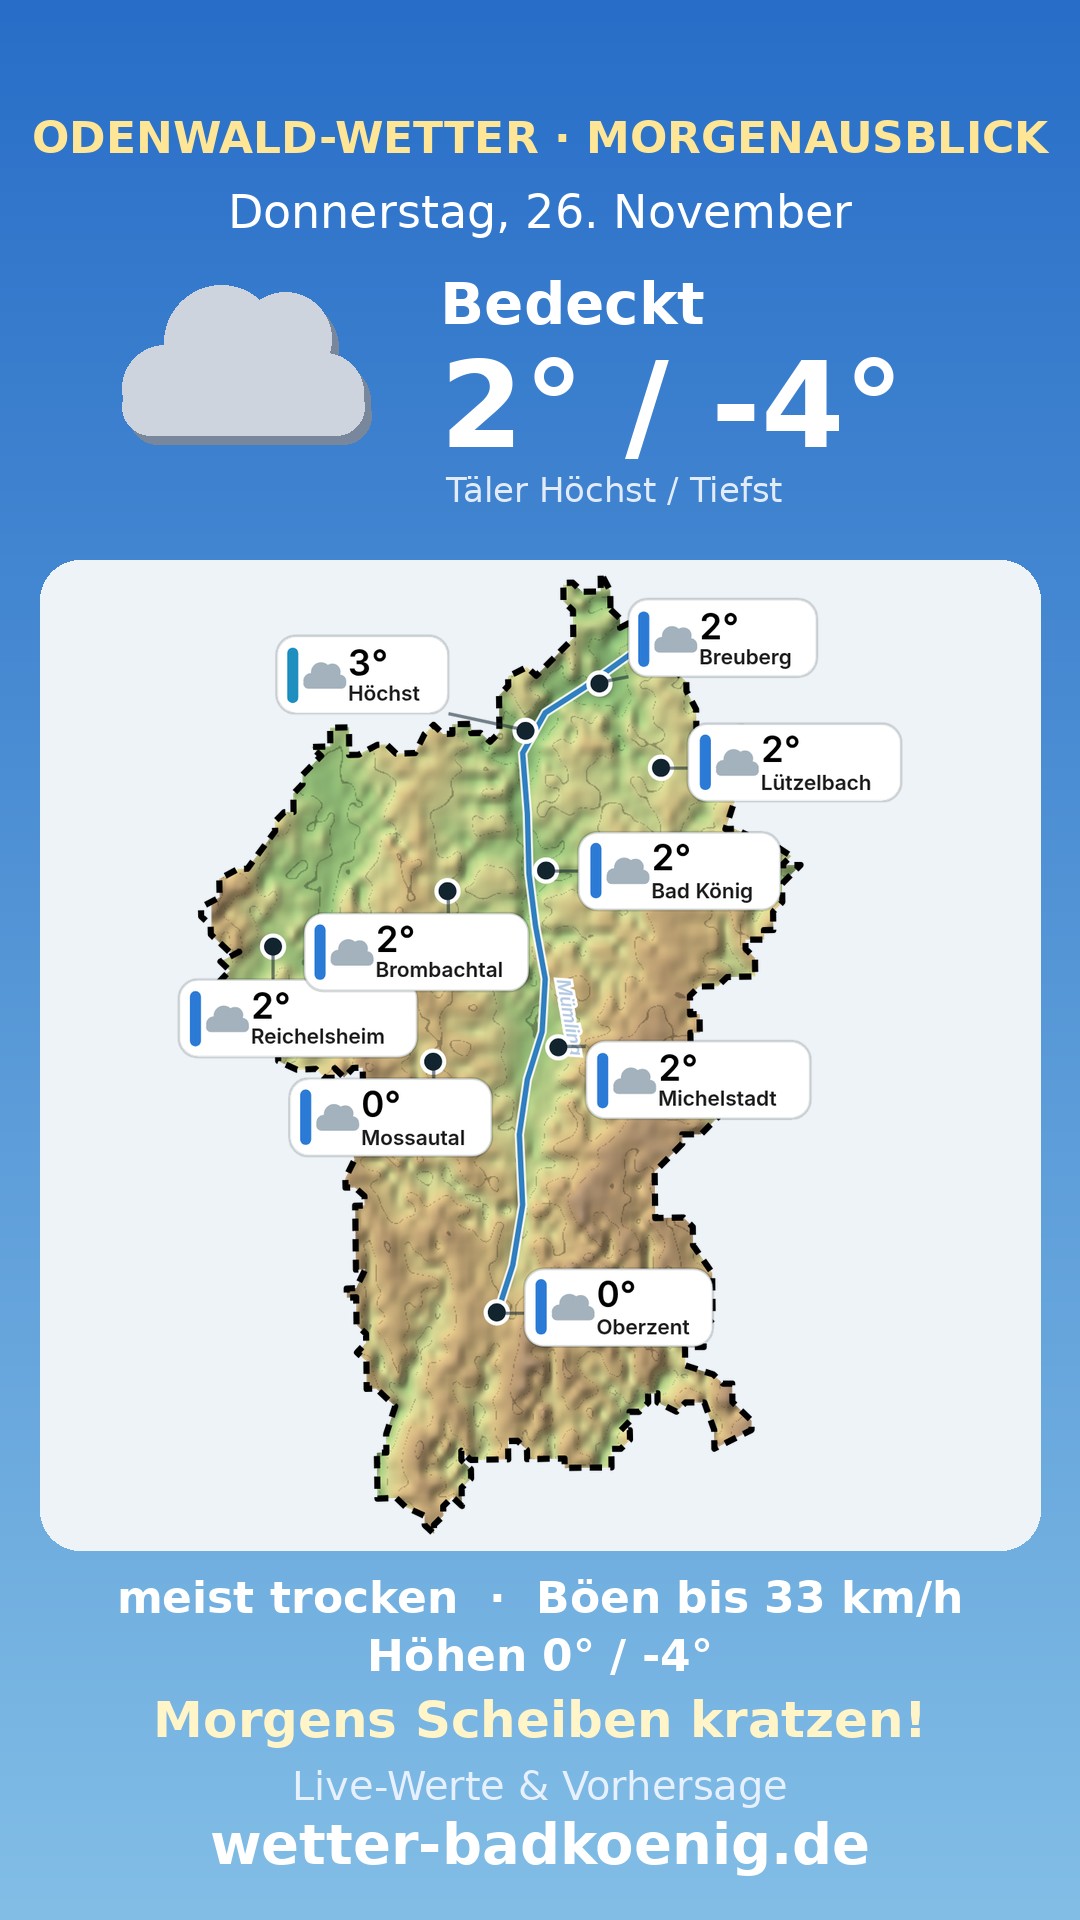 ODENWALD-WETTER · MORGENAUSBLICK
Donnerstag, 26. November
Bedeckt
2° / -4°
Täler Höchst / Tiefst
2°
Breuberg
3°
Höchst
2°
Lützelbach
2°
Bad König
2°
Brombachtal
2°
Reichelsheim
Mümling
2°
Michelstadt
0°
Mossautal
0°
Oberzent
meist trocken · Böen bis 33 km/h
Höhen 0° / -4°
Morgens Scheiben kratzen!
Live-Werte & Vorhersage
wetter-badkoenig.de